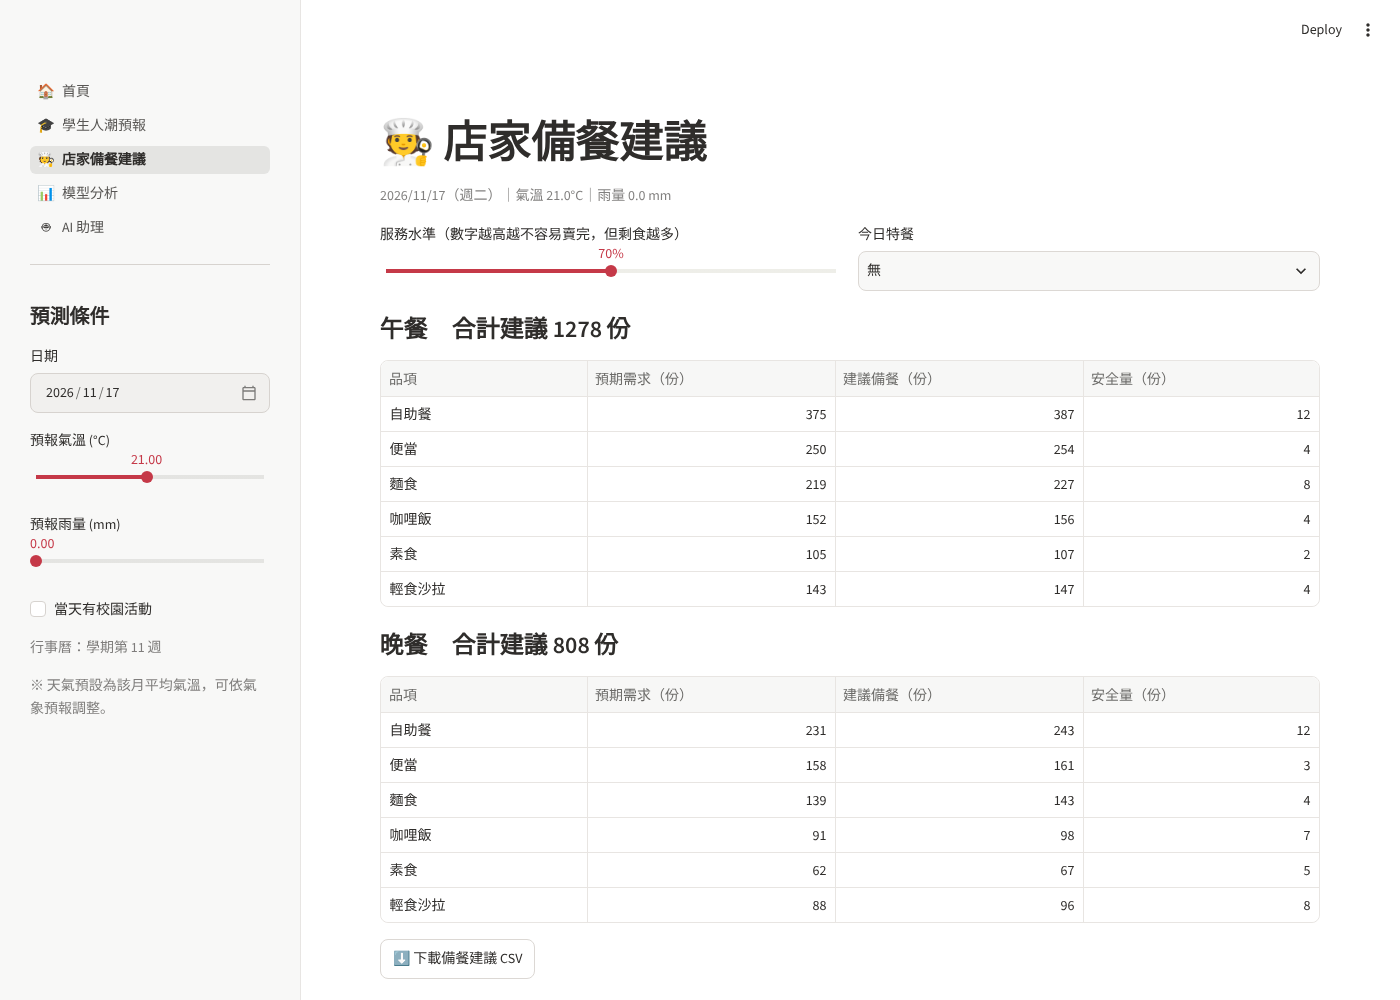 Deploy
首頁
學生人潮預報
店家備餐建議
模型分析
AI 助理
預測條件
日期
2026 / 11 / 17
預報氣溫 (°C)
21.00
預報雨量 (mm)
0.00
當天有校園活動
行事曆：學期第 11 週
※ 天氣預設為該月平均氣溫，可依氣
象預報調整。
店家備餐建議
2026/11/17（週二）｜氣溫 21.0°C｜雨量 0.0 mm
服務水準（數字越高越不容易賣完，但剩食越多）
70%
今日特餐
無
午餐　合計建議 1278 份
品項 預期需求（份） 建議備餐（份） 安全量（份）
自助餐 375 387 12
便當 250 254 4
麵食 219 227 8
咖哩飯 152 156 4
素食 105 107 2
輕食沙拉 143 147 4
晚餐　合計建議 808 份
品項 預期需求（份） 建議備餐（份） 安全量（份）
自助餐 231 243 12
便當 158 161 3
麵食 139 143 4
咖哩飯 91 98 7
素食 62 67 5
輕食沙拉 88 96 8
下載備餐建議 CSV